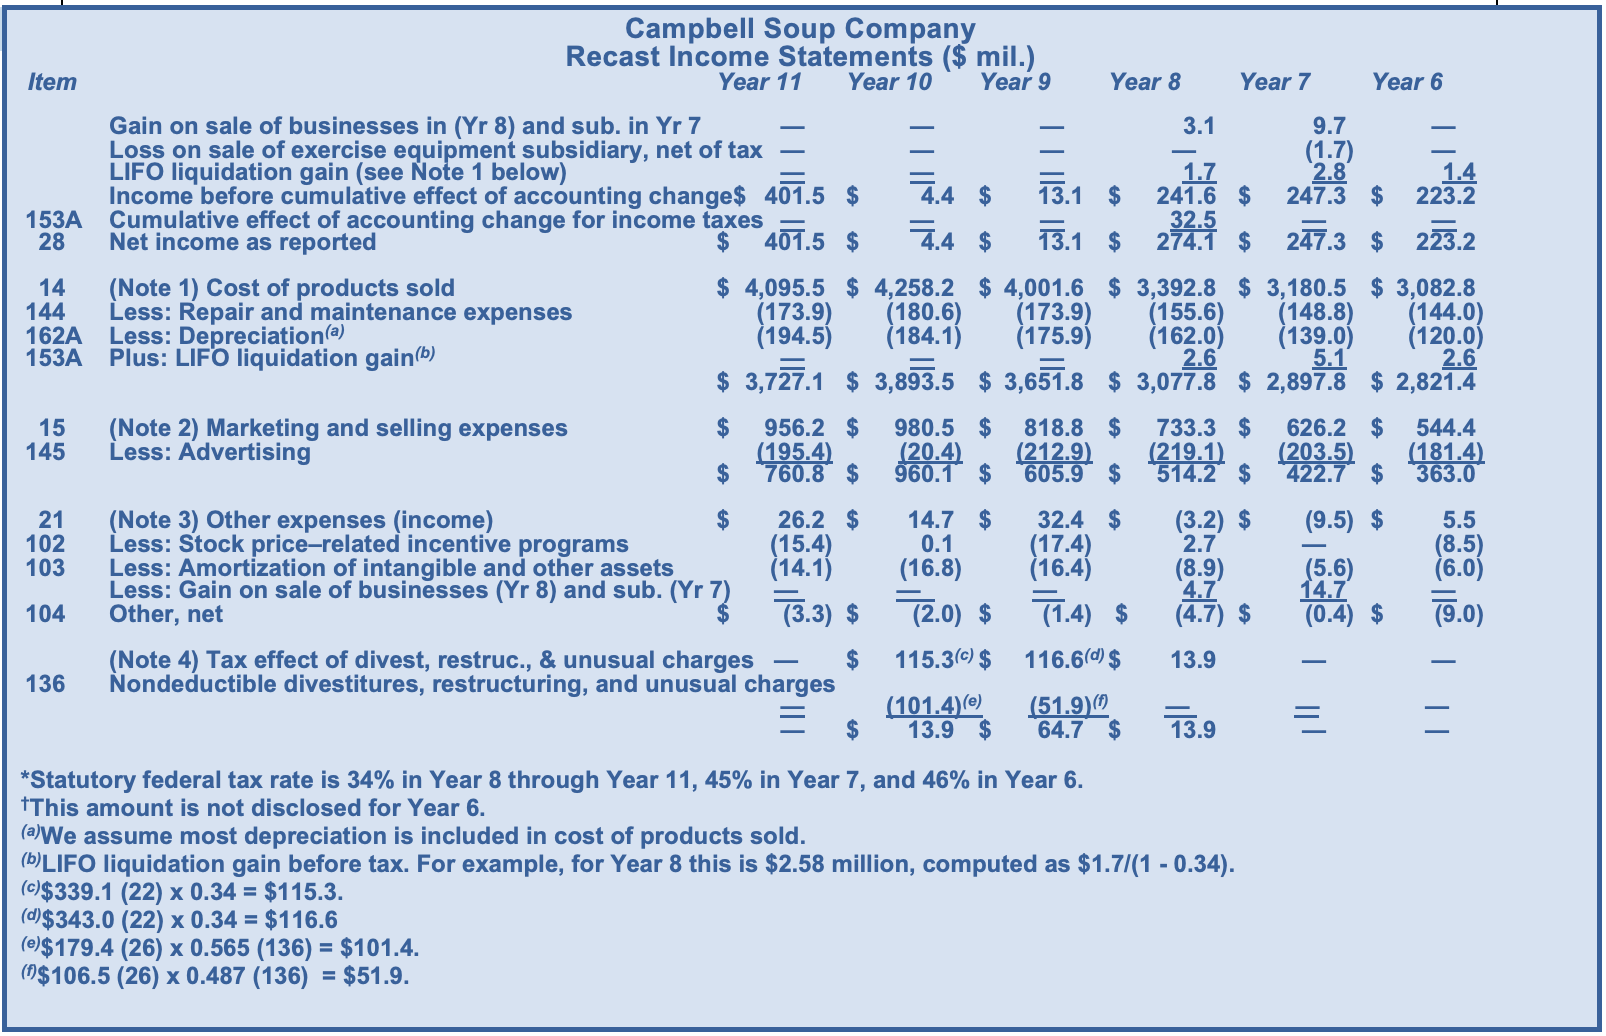 Campbell Soup Company
Recast Income Statements ($ mil.)
Item Year 11 Year 10 Year 9 Year 8 Year 7 Year 6
Gain on sale of businesses in (Yr 8) and sub. in Yr 7 — — — 3.1 9.7 —
Loss on sale of exercise equipment subsidiary, net of tax — — — — (1.7) —
LIFO liquidation gain (see Note 1 below) — — — 1.7 2.8 1.4
Income before cumulative effect of accounting change$ 401.5 $ 4.4 $ 13.1 $ 241.6 $ 247.3 $ 223.2
153A Cumulative effect of accounting change for income taxes — — — 32.5 — —
28 Net income as reported $ 401.5 $ 4.4 $ 13.1 $ 274.1 $ 247.3 $ 223.2
14 (Note 1) Cost of products sold $ 4,095.5 $ 4,258.2 $ 4,001.6 $ 3,392.8 $ 3,180.5 $ 3,082.8
144 Less: Repair and maintenance expenses (173.9) (180.6) (173.9) (155.6) (148.8) (144.0)
162A Less: Depreciation(a) (194.5) (184.1) (175.9) (162.0) (139.0) (120.0)
153A Plus: LIFO liquidation gain(b) — — — 2.6 5.1 2.6
$ 3,727.1 $ 3,893.5 $ 3,651.8 $ 3,077.8 $ 2,897.8 $ 2,821.4
15 (Note 2) Marketing and selling expenses $ 956.2 $ 980.5 $ 818.8 $ 733.3 $ 626.2 $ 544.4
145 Less: Advertising (195.4) (20.4) (212.9) (219.1) (203.5) (181.4)
$ 760.8 $ 960.1 $ 605.9 $ 514.2 $ 422.7 $ 363.0
21 (Note 3) Other expenses (income) $ 26.2 $ 14.7 $ 32.4 $ (3.2) $ (9.5) $ 5.5
102 Less: Stock price–related incentive programs (15.4) 0.1 (17.4) 2.7 — (8.5)
103 Less: Amortization of intangible and other assets (14.1) (16.8) (16.4) (8.9) (5.6) (6.0)
Less: Gain on sale of businesses (Yr 8) and sub. (Yr 7) — — — 4.7 14.7 —
104 Other, net $ (3.3) $ (2.0) $ (1.4) $ (4.7) $ (0.4) $ (9.0)
(Note 4) Tax effect of divest, restruc., & unusual charges — $ 115.3(c) $ 116.6(d) $ 13.9 — —
136 Nondeductible divestitures, restructuring, and unusual charges
— (101.4)(e) (51.9)(f) — — —
— $ 13.9 $ 64.7 $ 13.9 — —
*Statutory federal tax rate is 34% in Year 8 through Year 11, 45% in Year 7, and 46% in Year 6.
†This amount is not disclosed for Year 6.
(a)We assume most depreciation is included in cost of products sold.
(b)LIFO liquidation gain before tax. For example, for Year 8 this is $2.58 million, computed as $1.7/(1 - 0.34).
(c)$339.1 (22) x 0.34 = $115.3.
(d)$343.0 (22) x 0.34 = $116.6
(e)$179.4 (26) x 0.565 (136) = $101.4.
(f)$106.5 (26) x 0.487 (136) = $51.9.